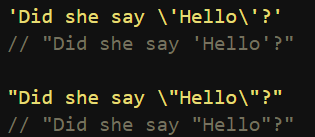 'Did she say \'Hello\'?'
// "Did she say 'Hello'?"
"Did she say \"Hello\"?"
// "Did she say "Hello"?"